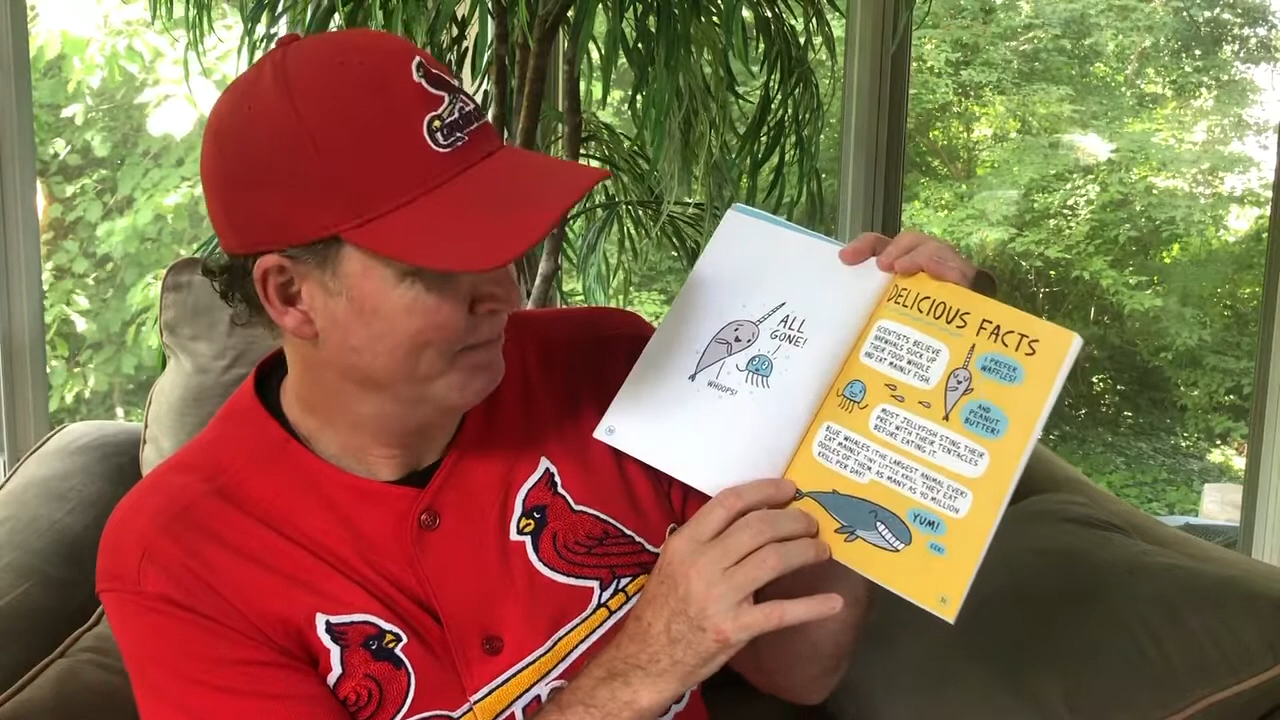 ALL
GONE!
WHOOPS!
30
DELICIOUS FACTS
SCIENTISTS BELIEVE
NARWHALS SUCK UP
THEIR FOOD WHOLE
AND EAT MAINLY FISH.
I PREFER
WAFFLES!
AND
PEANUT
BUTTER!
MOST JELLYFISH STING THEIR
PREY WITH THEIR TENTACLES
BEFORE EATING IT.
BLUE WHALES (THE LARGEST ANIMAL EVER)
EAT MAINLY TINY LITTLE KRILL. THEY EAT
OODLES OF THEM, AS MANY AS 40 MILLION
KRILL PER DAY!
YUM!
EEK!
31